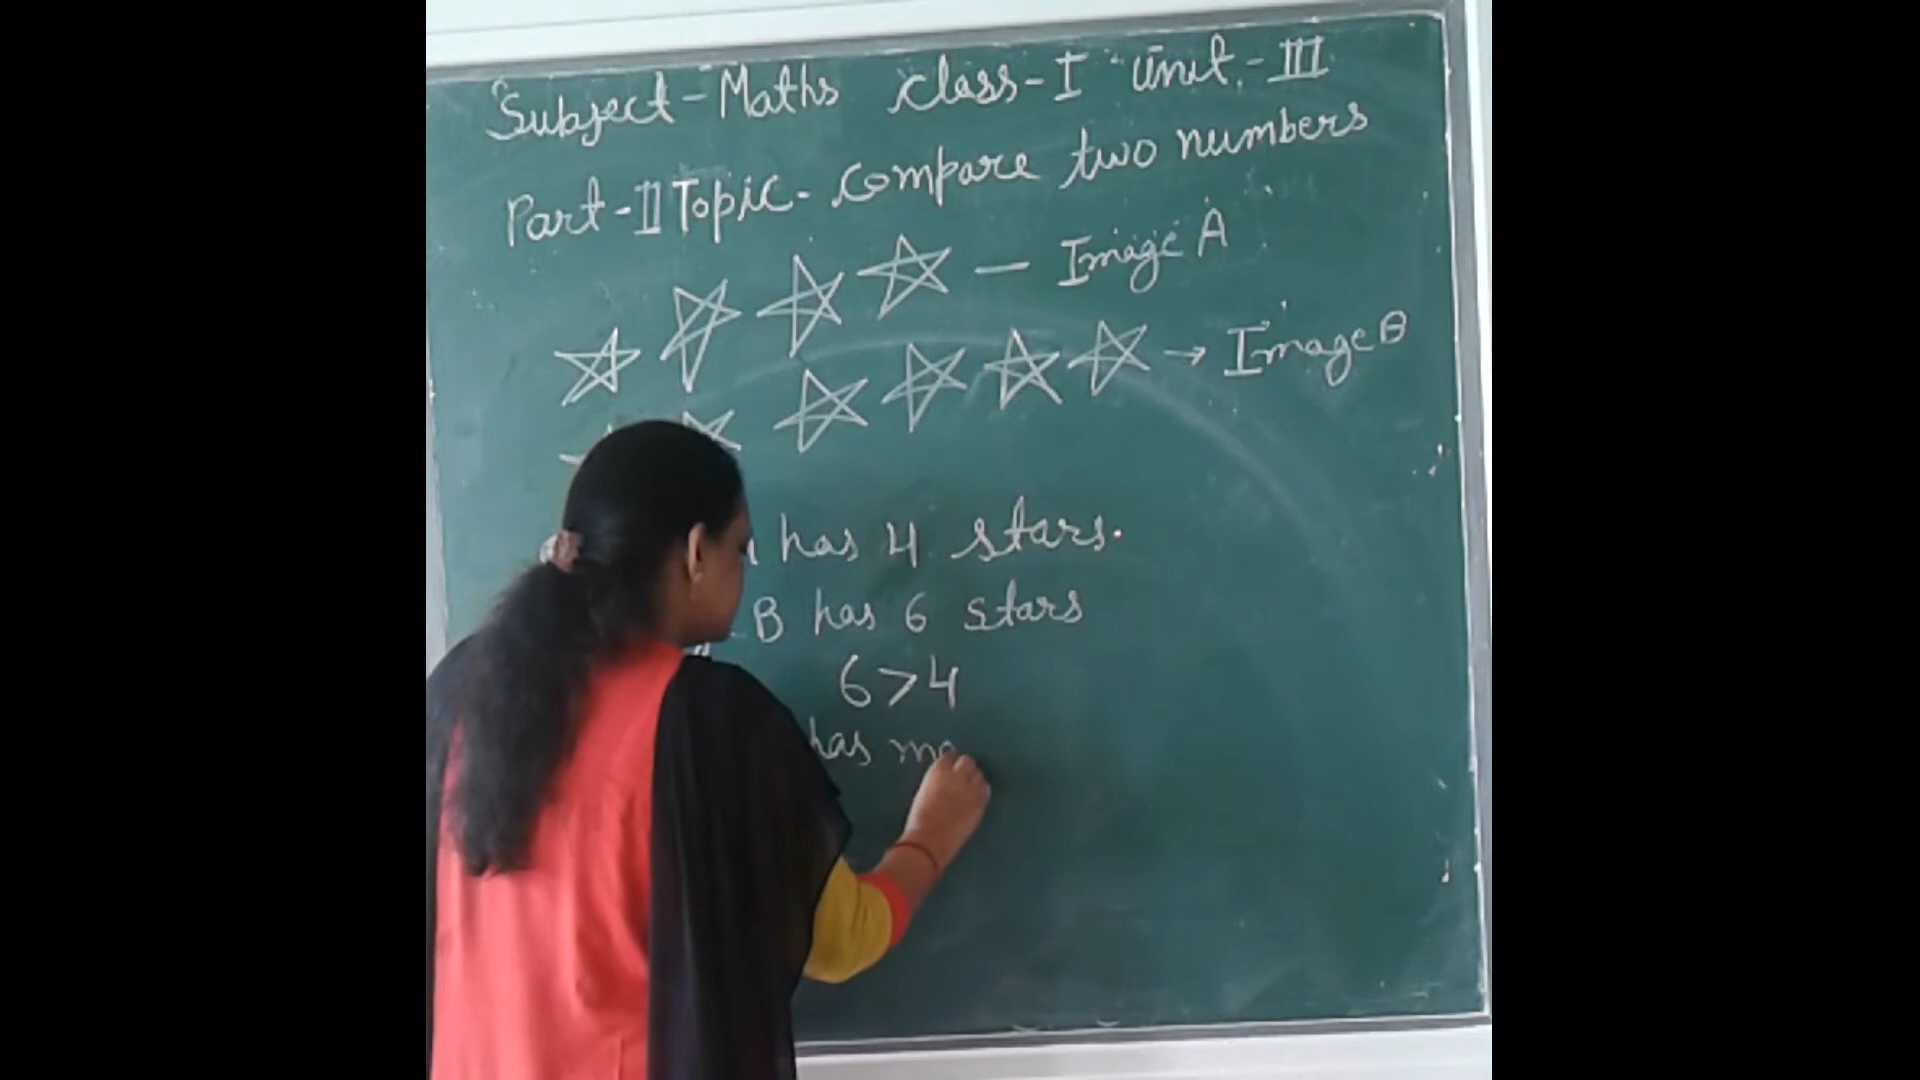 Subject - Maths Class - I Unit - III
Part - II Topic - Compare two numbers
— Image A
→ Image B
has 4 stars.
B has 6 stars
6 > 4
has mo